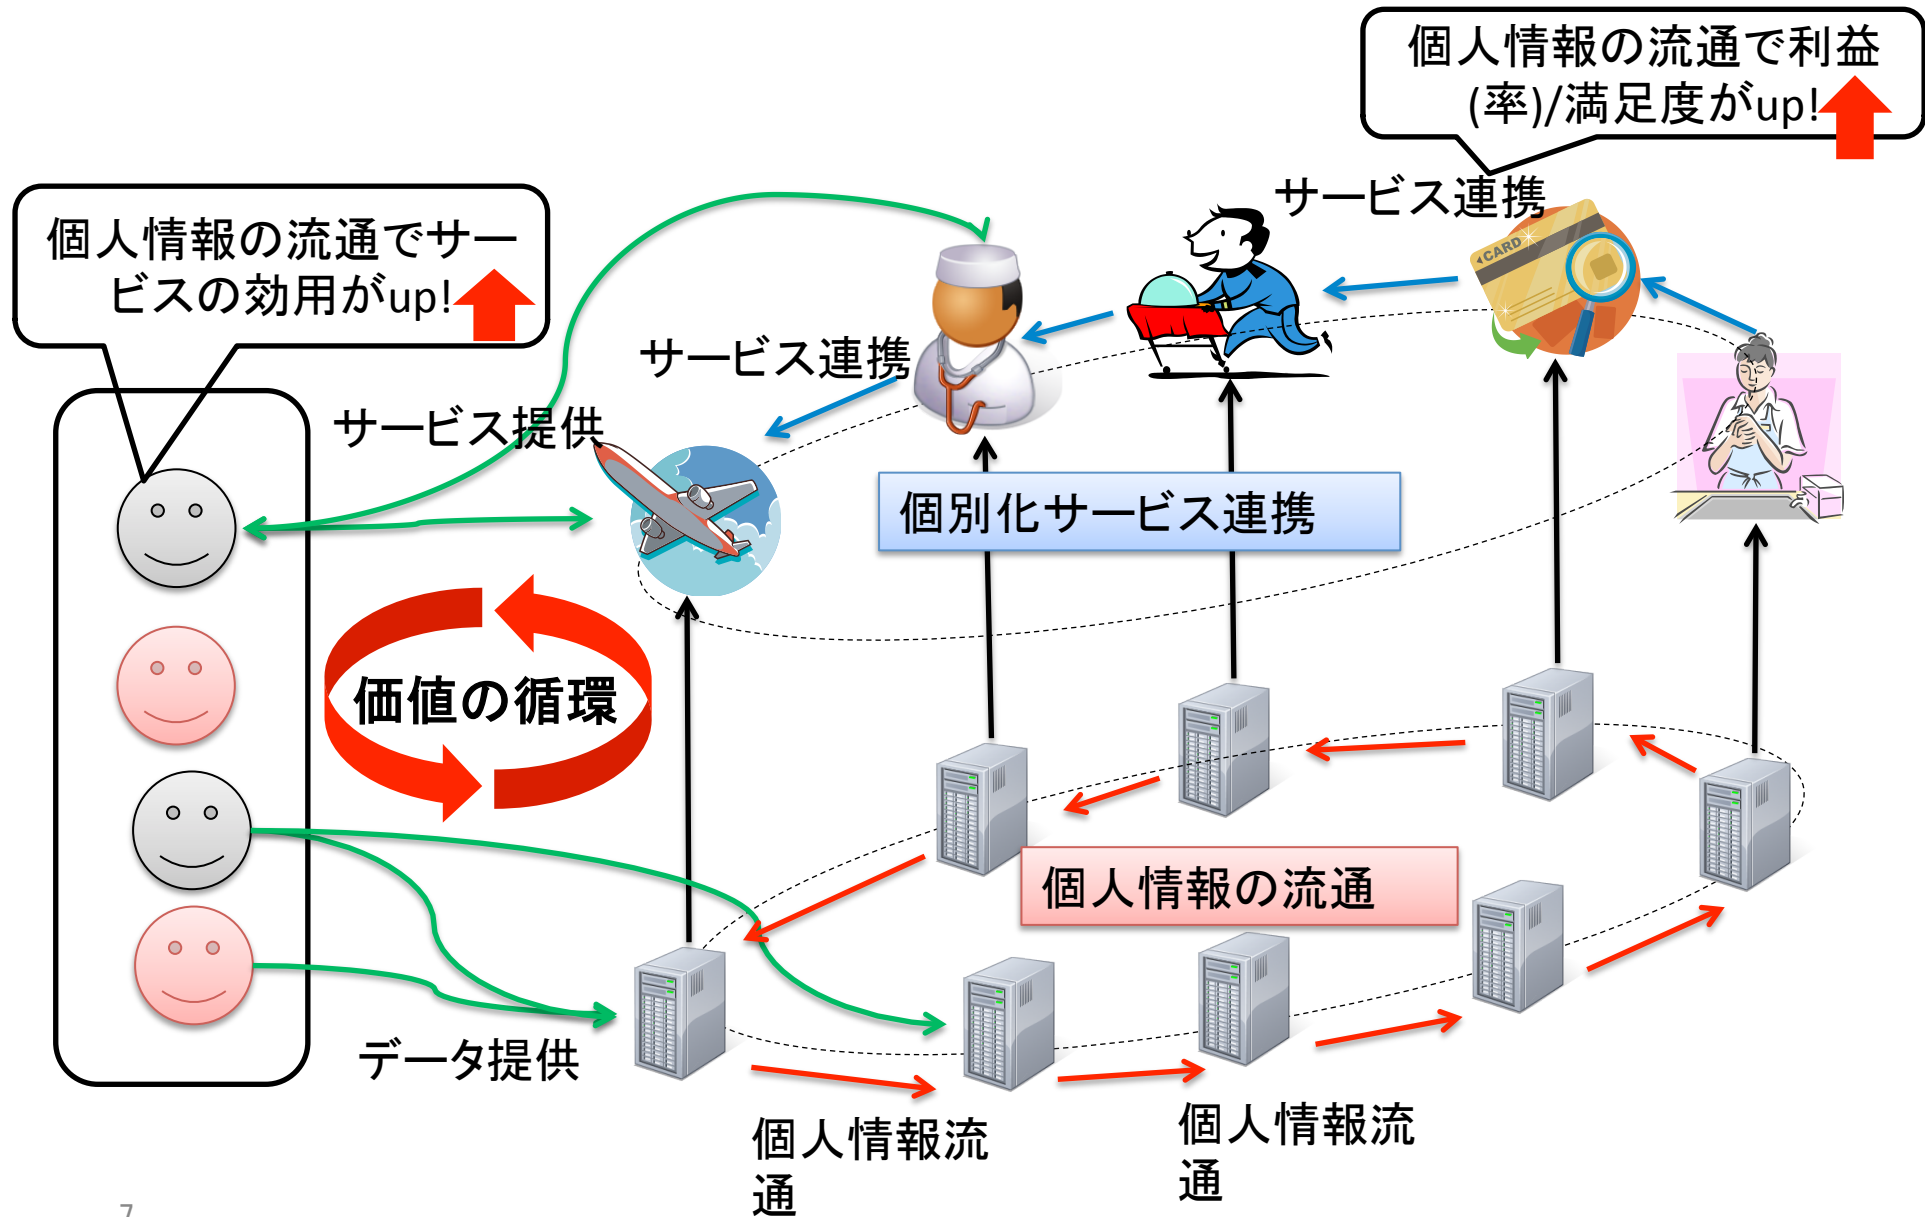 個人情報の流通で利益
(率)/満足度がup!
サービス連携
個人情報の流通でサー
ビスの効用がup!
CARD
サービス連携
サービス提供
個別化サービス連携
価値の循環
個人情報の流通
データ提供
個人情報流
通
個人情報流
通
7